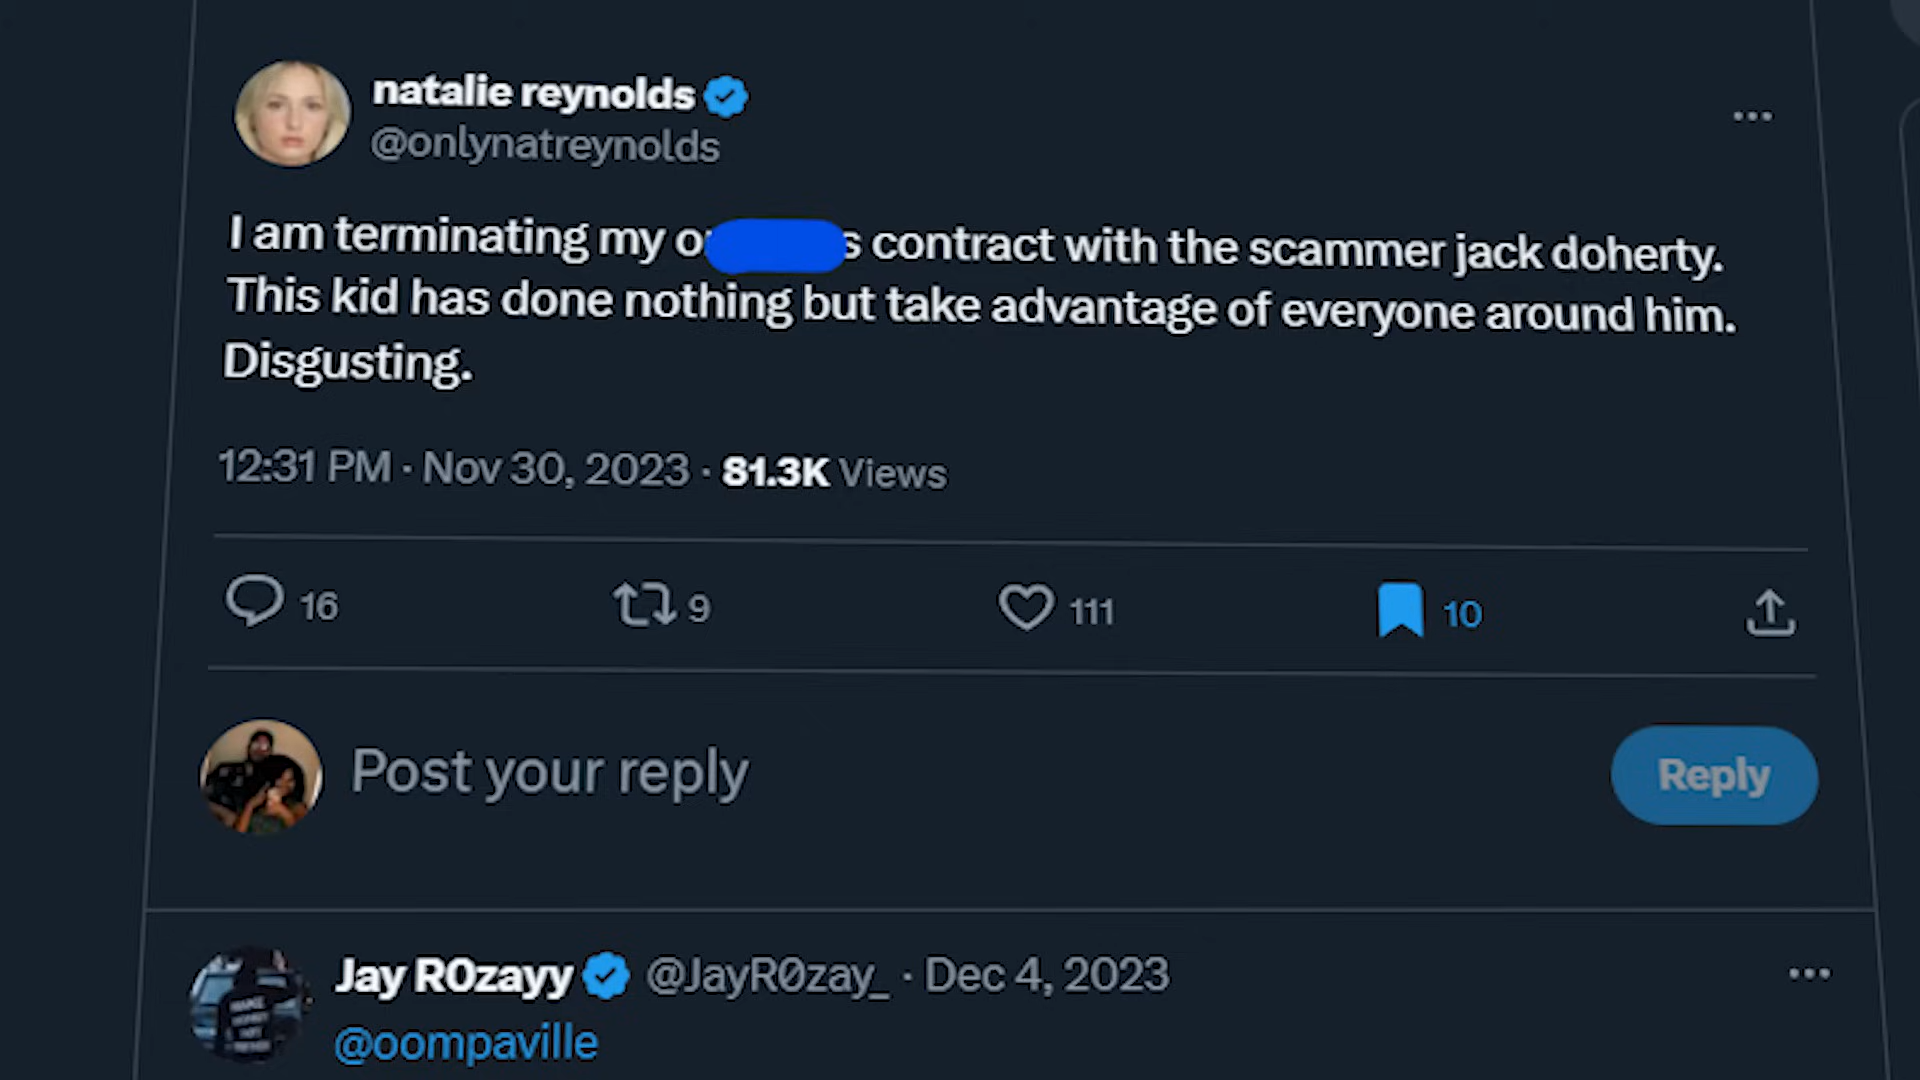 natalie reynolds
@onlynatreynolds
I am terminating my o s contract with the scammer jack doherty.
This kid has done nothing but take advantage of everyone around him.
Disgusting.
12:31 PM · Nov 30, 2023 · 81.3K Views
16 9 111 10
Post your reply
Reply
Jay R0zayy @JayR0zay_ · Dec 4, 2023
@oompaville